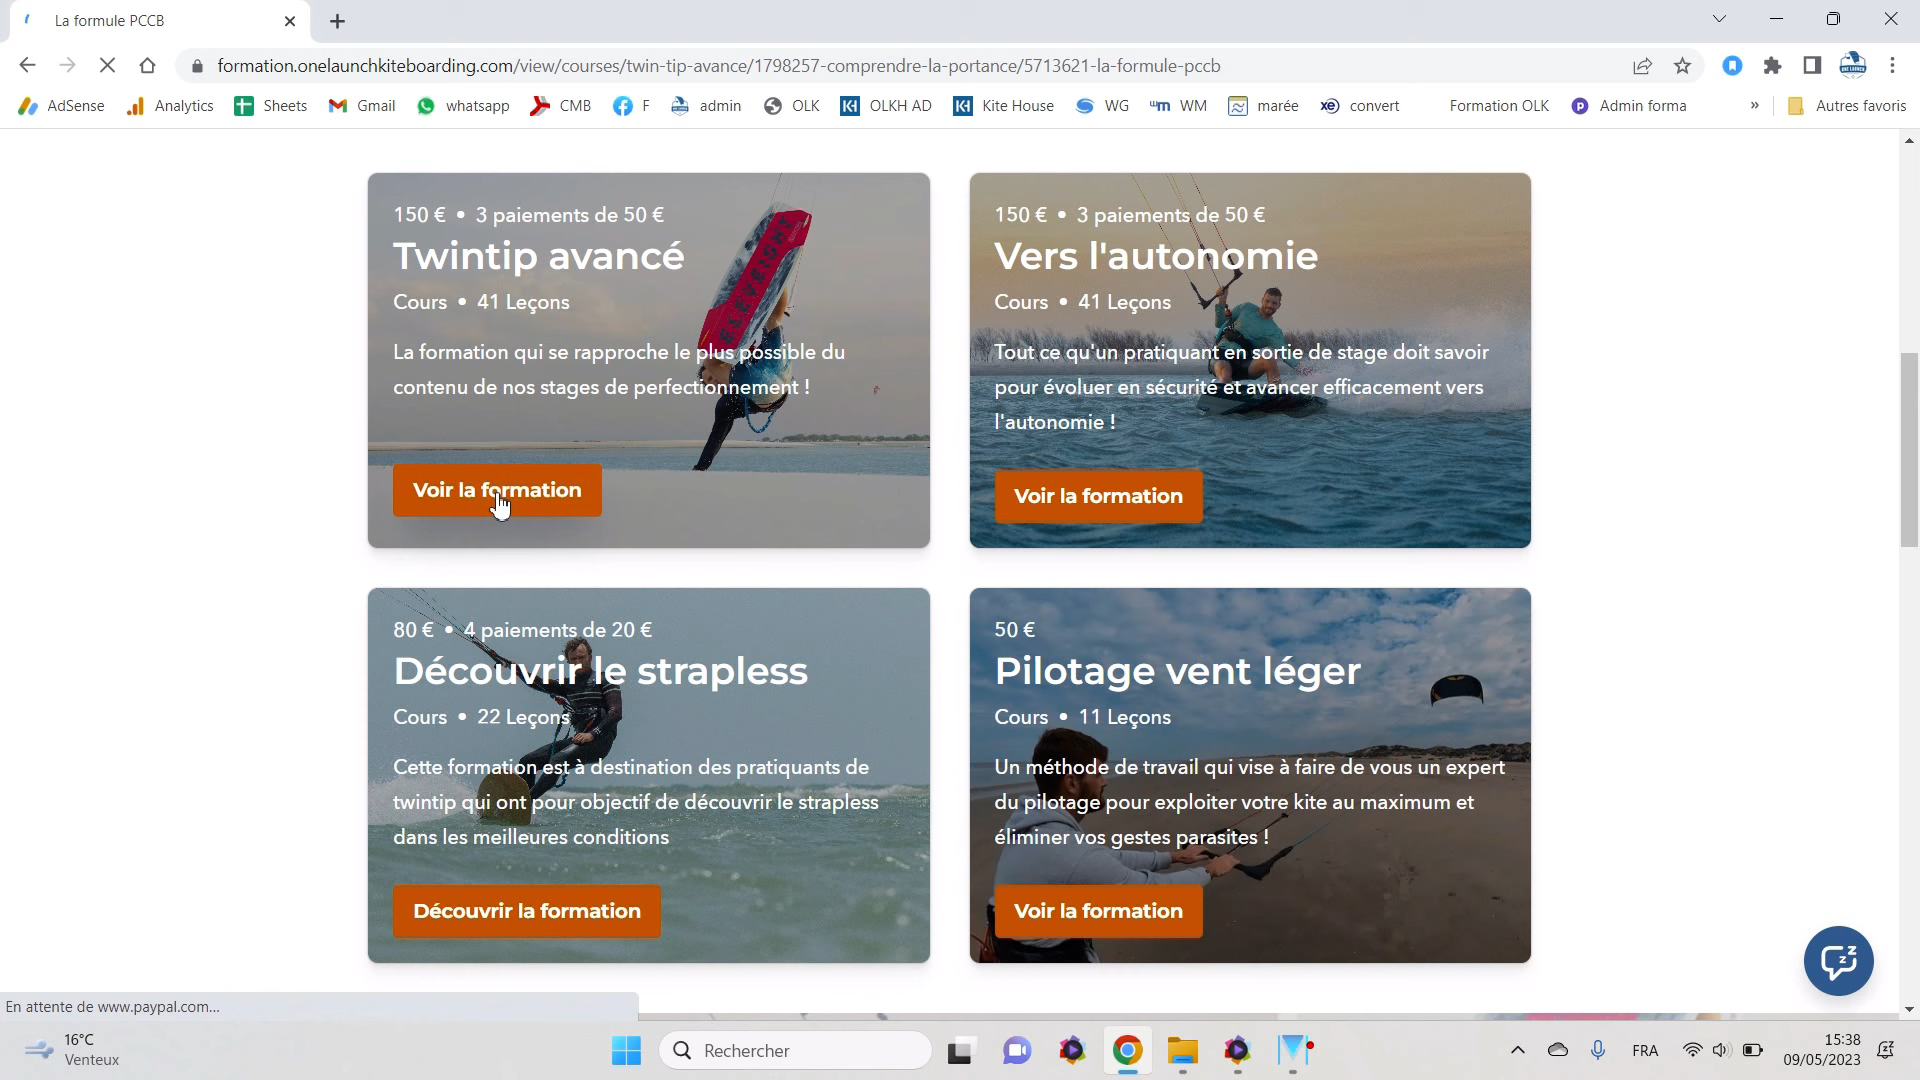 La formule PCCB
formation.onelaunchkiteboarding.com/view/courses/twin-tip-avance/1798257-comprendre-la-portance/5713621-la-formule-pccb
AdSense Analytics Sheets Gmail whatsapp CMB F admin OLK OLKH AD Kite House WG WM marée convert Formation OLK Admin forma » Autres favoris
150 € • 3 paiements de 50 €
Twintip avancé
Cours • 41 Leçons
La formation qui se rapproche le plus possible du
contenu de nos stages de perfectionnement !
Voir la formation
150 € • 3 paiements de 50 €
Vers l'autonomie
Cours • 41 Leçons
Tout ce qu'un pratiquant en sortie de stage doit savoir
pour évoluer en sécurité et avancer efficacement vers
l'autonomie !
Voir la formation
80 € • 4 paiements de 20 €
Découvrir le strapless
Cours • 22 Leçons
Cette formation est à destination des pratiquants de
twintip qui ont pour objectif de découvrir le strapless
dans les meilleures conditions
Découvrir la formation
50 €
Pilotage vent léger
Cours • 11 Leçons
Un méthode de travail qui vise à faire de vous un expert
du pilotage pour exploiter votre kite au maximum et
éliminer vos gestes parasites !
Voir la formation
En attente de www.paypal.com...
16°C
Venteux
Rechercher
FRA
15:38
09/05/2023